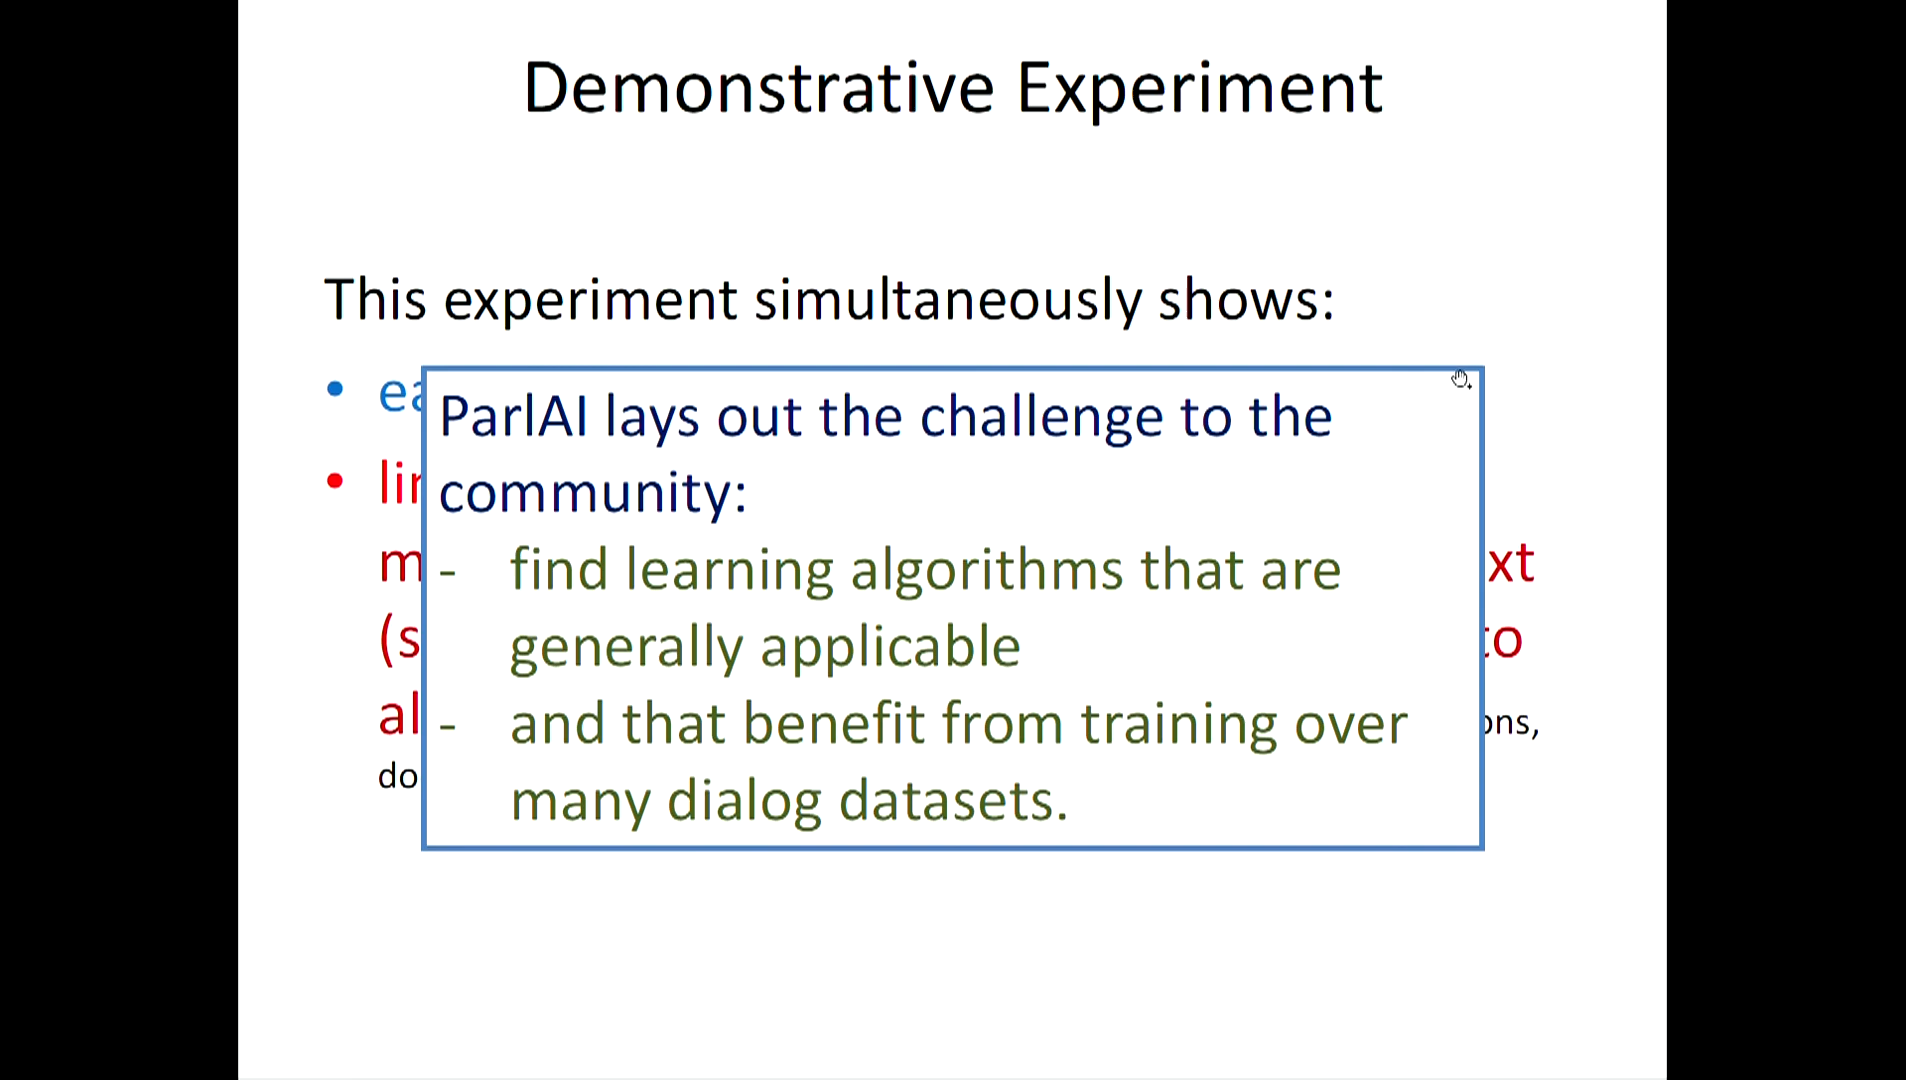 Demonstrative Experiment
This experiment simultaneously shows:
ParlAI lays out the challenge to the
community:
- find learning algorithms that are
generally applicable
- and that benefit from training over
many dialog datasets.